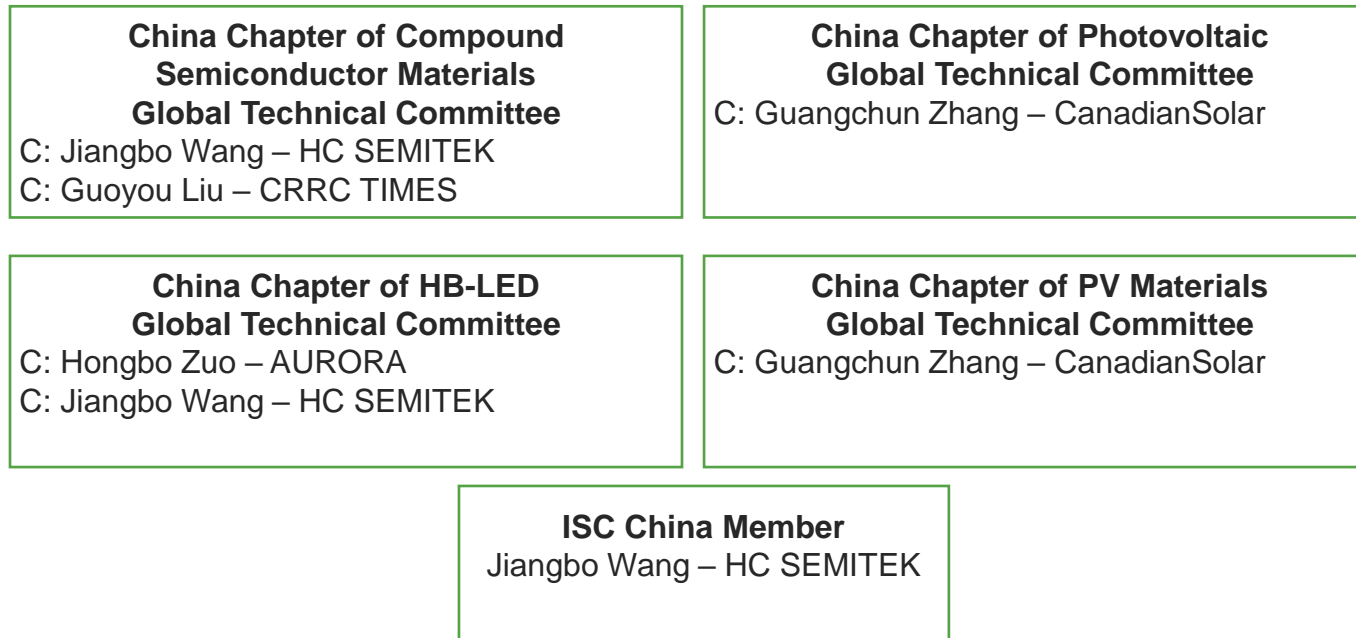 China Chapter of Compound
Semiconductor Materials
Global Technical Committee
C: Jiangbo Wang – HC SEMITEK
C: Guoyou Liu – CRRC TIMES
China Chapter of Photovoltaic
Global Technical Committee
C: Guangchun Zhang – CanadianSolar
China Chapter of HB-LED
Global Technical Committee
C: Hongbo Zuo – AURORA
C: Jiangbo Wang – HC SEMITEK
China Chapter of PV Materials
Global Technical Committee
C: Guangchun Zhang – CanadianSolar
ISC China Member
Jiangbo Wang – HC SEMITEK